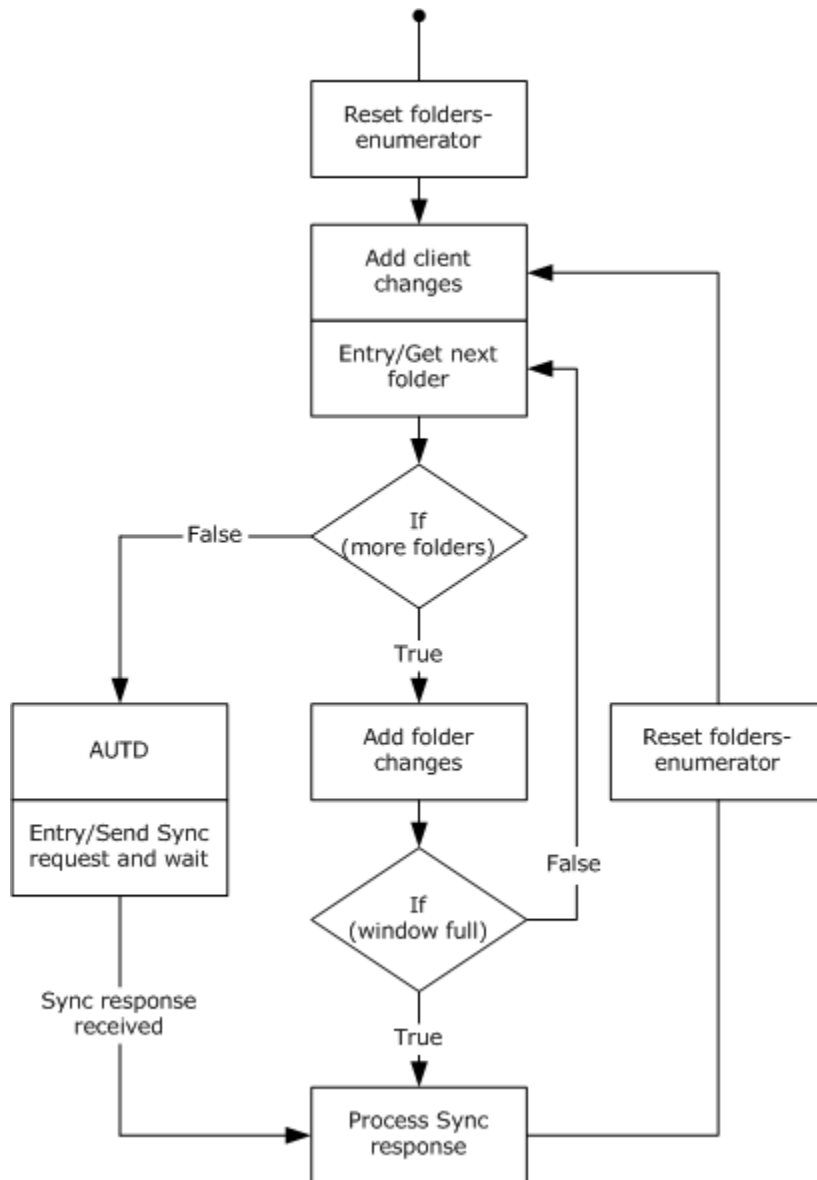 Reset folders-
enumerator
Add client
changes
Entry/Get next
folder
If
(more folders)
False
True
AUTD
Entry/Send Sync
request and wait
Add folder
changes
Reset folders-
enumerator
If
(window full)
False
Sync response
received
True
Process Sync
response